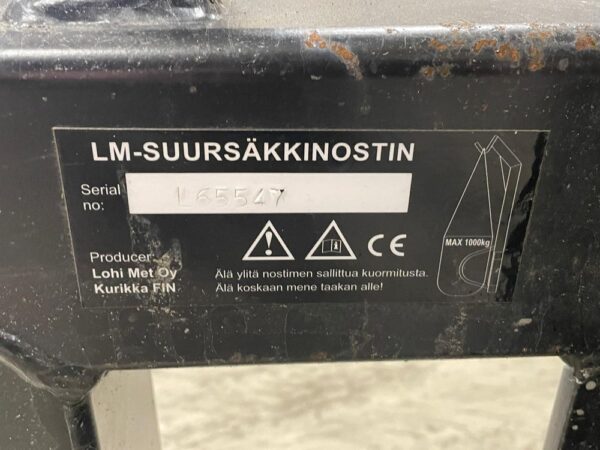 LM-SUURSÄKKINOSTIN
Serial no:
L65547
MAX 1000kg
CE
Producer:
Lohi Met Oy
Kurikka FIN
Älä ylitä nostimen sallittua kuormitusta.
Älä koskaan mene taakan alle!